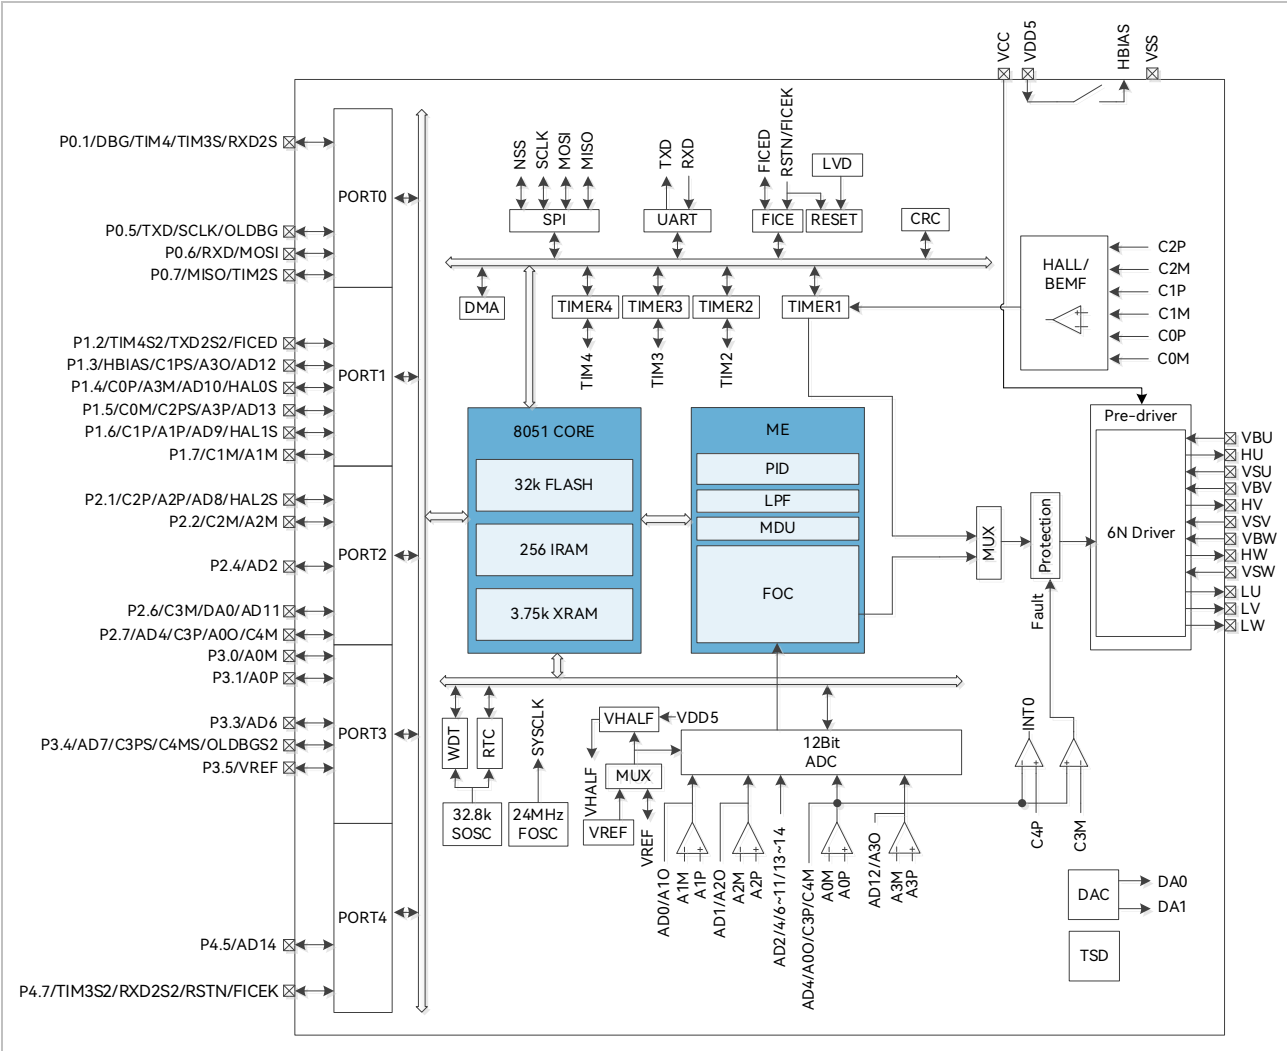 VCC
VDD5
HBIAS
VSS
P0.1/DBG/TIM4/TIM3S/RXD2S
P0.5/TXD/SCLK/OLDBG
P0.6/RXD/MOSI
P0.7/MISO/TIM2S
P1.2/TIM4S2/TXD2S2/FICED
P1.3/HBIAS/C1PS/A3O/AD12
P1.4/C0P/A3M/AD10/HAL0S
P1.5/C0M/C2PS/A3P/AD13
P1.6/C1P/A1P/AD9/HAL1S
P1.7/C1M/A1M
P2.1/C2P/A2P/AD8/HAL2S
P2.2/C2M/A2M
P2.4/AD2
P2.6/C3M/DA0/AD11
P2.7/AD4/C3P/A0O/C4M
P3.0/A0M
P3.1/A0P
P3.3/AD6
P3.4/AD7/C3PS/C4MS/OLDBGS2
P3.5/VREF
P4.5/AD14
P4.7/TIM3S2/RXD2S2/RSTN/FICEK
PORT0
PORT1
PORT2
PORT3
PORT4
NSS
SCLK
MOSI
MISO
SPI
TXD
RXD
UART
FICED
RSTN/FICEK
FICE
LVD
RESET
CRC
DMA
TIMER4
TIMER3
TIMER2
TIMER1
TIM4
TIM3
TIM2
HALL/
BEMF
C2P
C2M
C1P
C1M
C0P
C0M
8051 CORE
32k FLASH
256 IRAM
3.75k XRAM
ME
PID
LPF
MDU
FOC
MUX
Protection
Fault
Pre-driver
6N Driver
VBU
HU
VSU
VBV
HV
VSV
VBW
HW
VSW
LU
LV
LW
WDT
RTC
32.8k
SOSC
SYSCLK
24MHz
FOSC
VHALF
VDD5
VHALF
MUX
VREF
VREF
12Bit
ADC
AD0/A1O
A1M
A1P
AD1/A2O
A2M
A2P
AD2/4/6~11/13~14
AD4/A0O/C3P/C4M
A0M
A0P
AD12/A3O
A3M
A3P
INT0
C4P
C3M
DAC
DA0
DA1
TSD